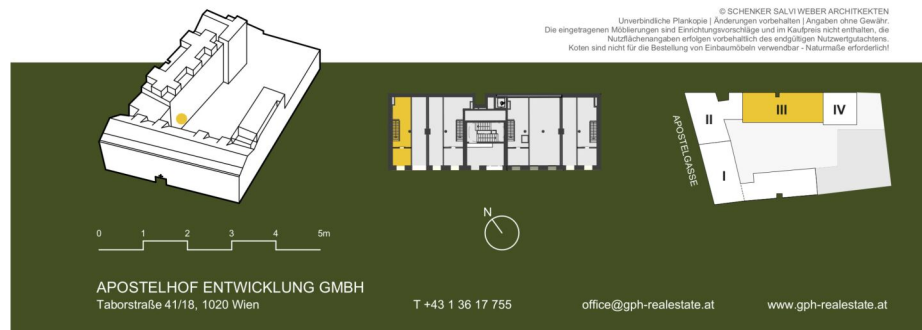 © SCHENKER SALVI WEBER ARCHITKEKTEN
Unverbindliche Plankopie | Änderungen vorbehalten | Angaben ohne Gewähr.
Die eingetragenen Möblierungen sind Einrichtungsvorschläge und im Kaufpreis nicht enthalten, die
Nutzflächenangaben erfolgen vorbehaltlich des endgültigen Nutzwertgutachtens.
Koten sind nicht für die Bestellung von Einbaumöbeln verwendbar - Naturmaße erforderlich!
II
III
IV
APOSTELGASSE
I
N
0 1 2 3 4 5m
APOSTELHOF ENTWICKLUNG GMBH
Taborstraße 41/18, 1020 Wien
T +43 1 36 17 755
office@gph-realestate.at
www.gph-realestate.at